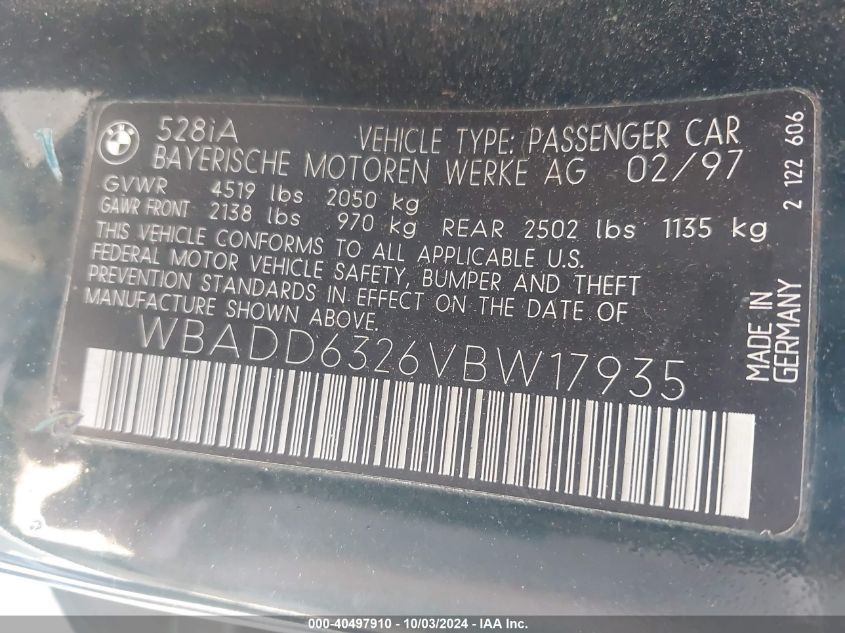 BMW
528iA
VEHICLE TYPE: PASSENGER CAR
BAYERISCHE MOTOREN WERKE AG 02/97
GVWR 4519 lbs 2050 kg
GAWR FRONT 2138 lbs 970 kg REAR 2502 lbs 1135 kg
THIS VEHICLE CONFORMS TO ALL APPLICABLE U.S.
FEDERAL MOTOR VEHICLE SAFETY, BUMPER AND THEFT
PREVENTION STANDARDS IN EFFECT ON THE DATE OF
MANUFACTURE SHOWN ABOVE.
WBADD6326VBW17935
MADE IN
GERMANY
2 122 606
000-40497910 - 10/03/2024 - IAA Inc.